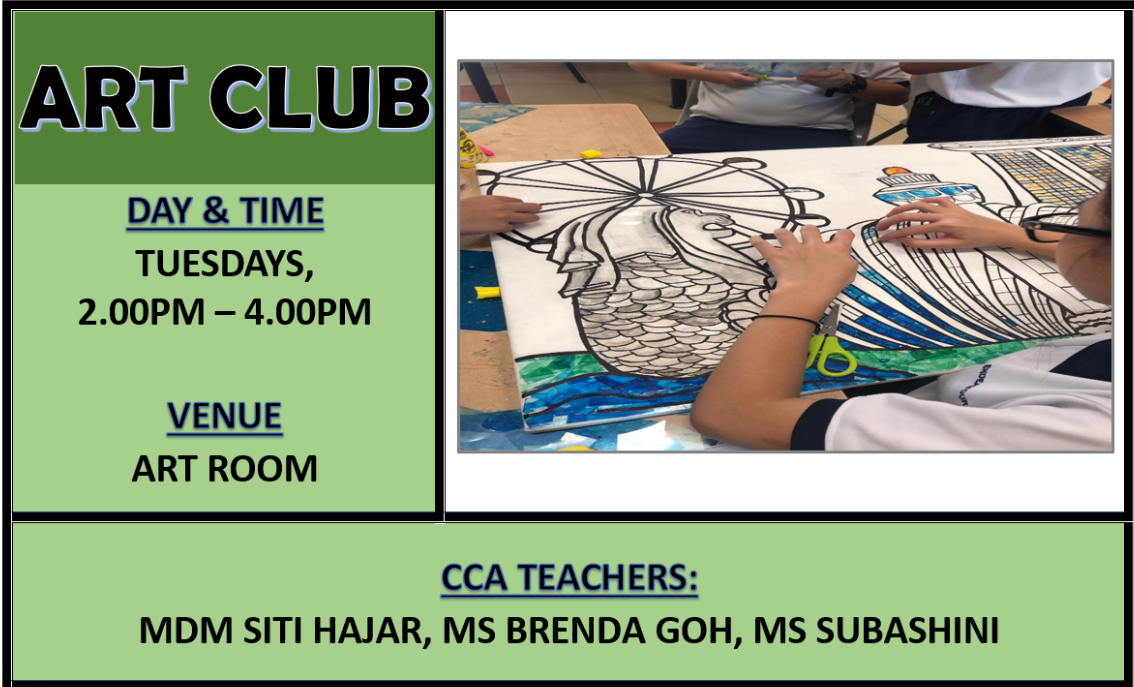 ART CLUB
DAY & TIME
TUESDAYS,
2.00PM – 4.00PM
VENUE
ART ROOM
CCA TEACHERS:
MDM SITI HAJAR, MS BRENDA GOH, MS SUBASHINI